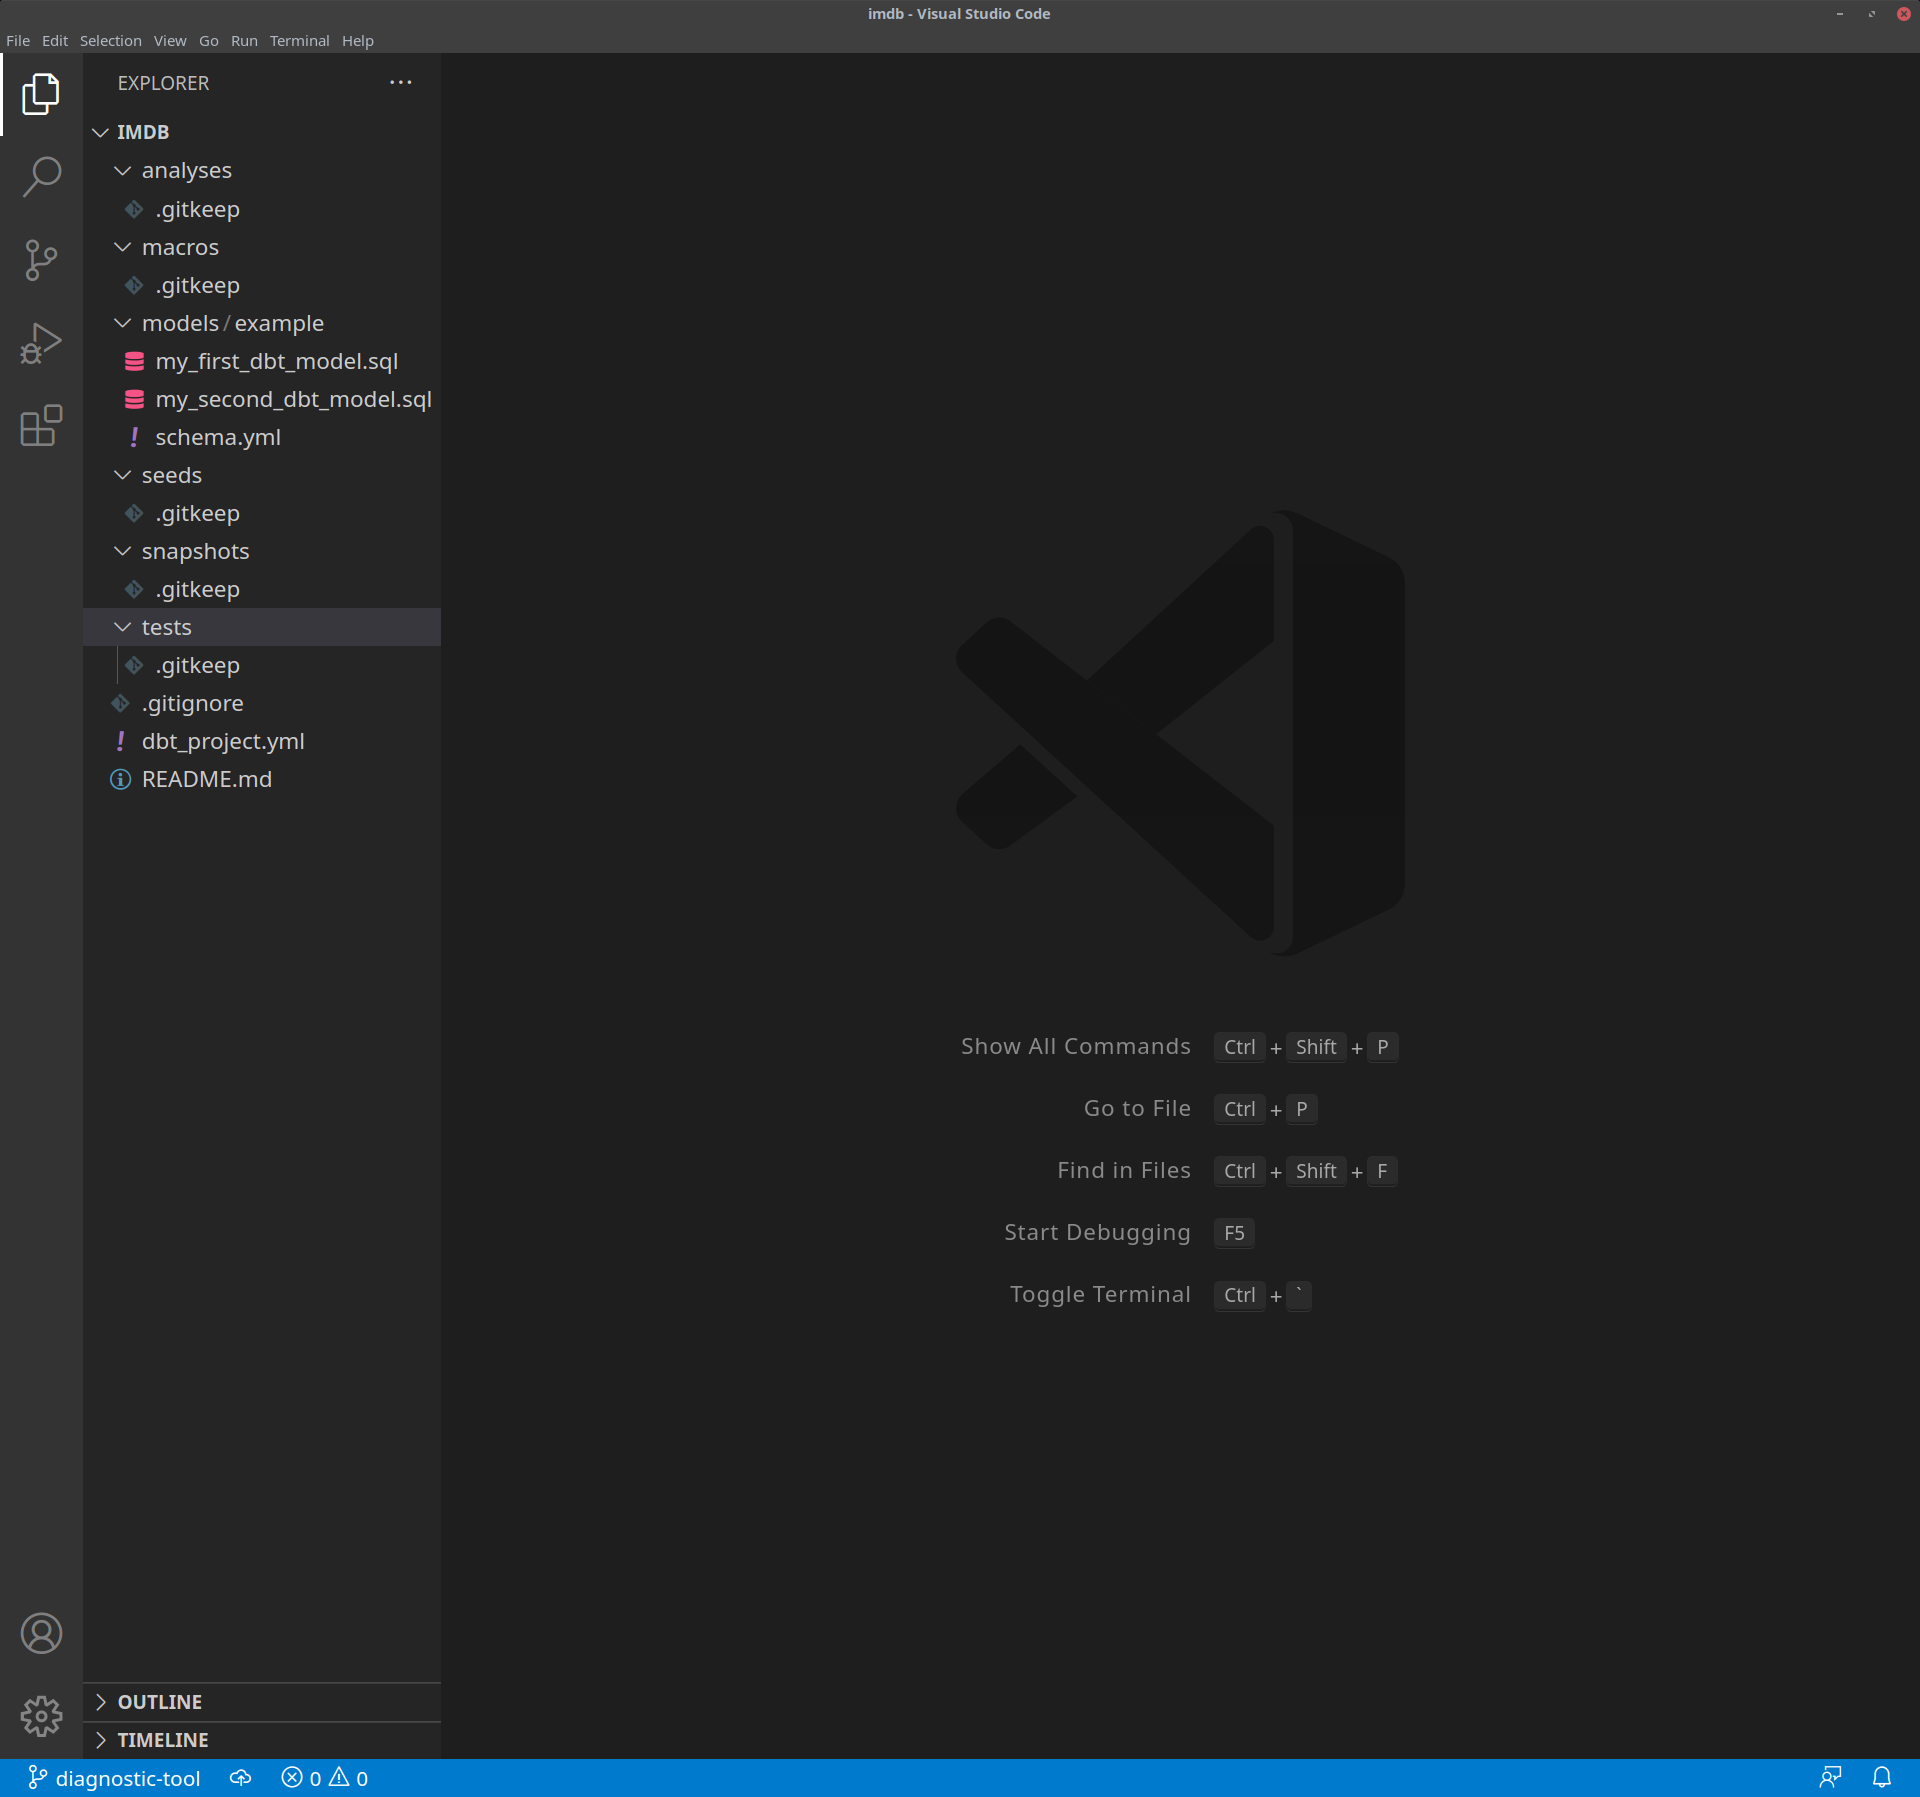 imdb - Visual Studio Code
File Edit Selection View Go Run Terminal Help
EXPLORER
IMDB
analyses
.gitkeep
macros
.gitkeep
models / example
my_first_dbt_model.sql
my_second_dbt_model.sql
! schema.yml
seeds
.gitkeep
snapshots
.gitkeep
tests
.gitkeep
.gitignore
! dbt_project.yml
README.md
Show All Commands Ctrl + Shift + P
Go to File Ctrl + P
Find in Files Ctrl + Shift + F
Start Debugging F5
Toggle Terminal Ctrl + `
OUTLINE
TIMELINE
diagnostic-tool 0 0